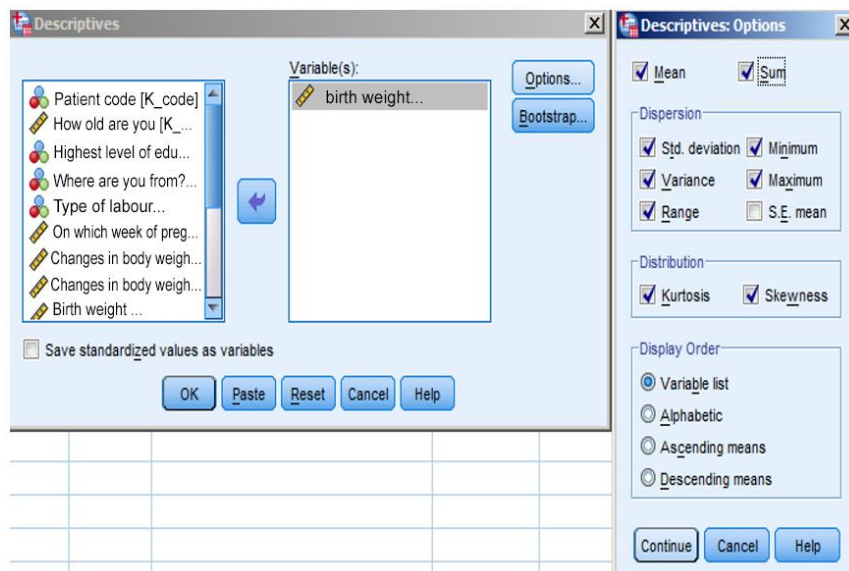 Descriptives
Variable(s):
Patient code [K_code]
How old are you [K_...
Highest level of edu...
Where are you from?...
Type of labour...
On which week of preg...
Changes in body weigh...
Changes in body weigh...
Birth weight ...
birth weight...
Options...
Bootstrap...
Save standardized values as variables
OK Paste Reset Cancel Help
Descriptives: Options
Mean Sum
Dispersion
Std. deviation Minimum
Variance Maximum
Range S.E. mean
Distribution
Kurtosis Skewness
Display Order
Variable list
Alphabetic
Ascending means
Descending means
Continue Cancel Help